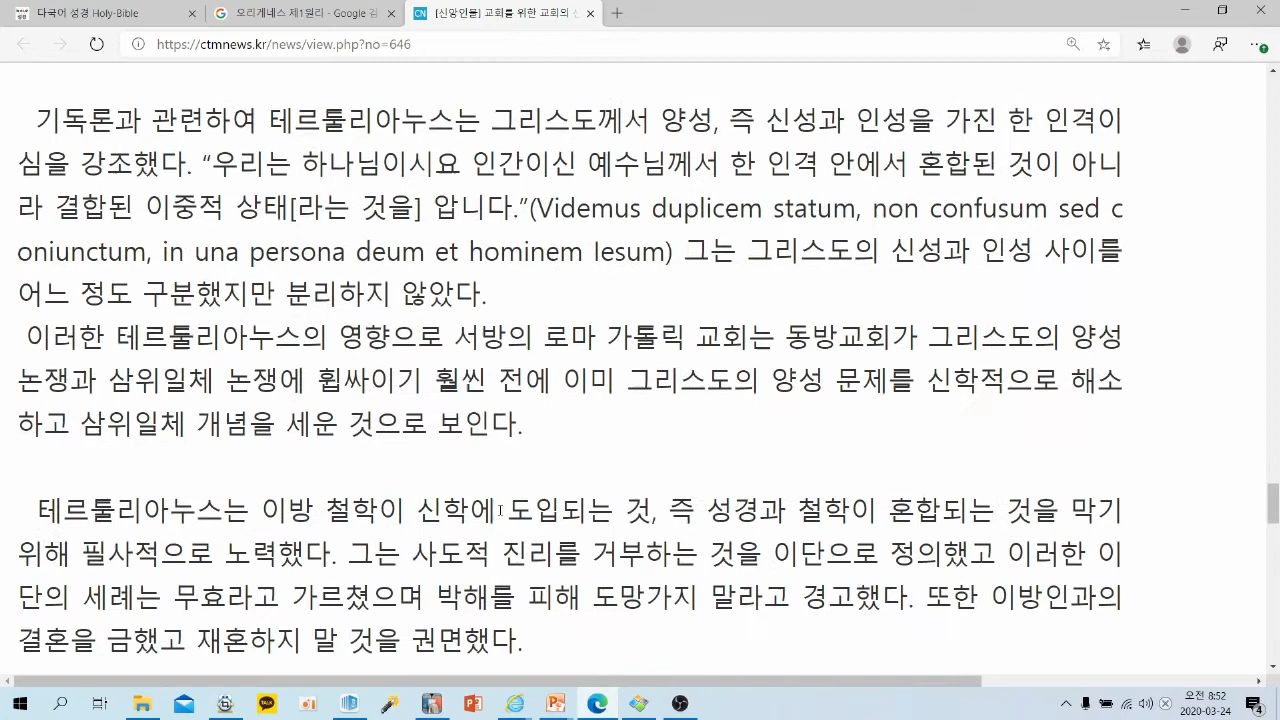 다국어 성경 Holy-Bible
오리게네스 제1원리 - Google 검
[신앙인물] 교회를 위한 교회의
https://ctmnews.kr/news/view.php?no=646
기독론과 관련하여 테르툴리아누스는 그리스도께서 양성, 즉 신성과 인성을 가진 한 인격이
심을 강조했다. “우리는 하나님이시요 인간이신 예수님께서 한 인격 안에서 혼합된 것이 아니
라 결합된 이중적 상태[라는 것을] 압니다.”(Videmus duplicem statum, non confusum sed c
oniunctum, in una persona deum et hominem Iesum) 그는 그리스도의 신성과 인성 사이를
어느 정도 구분했지만 분리하지 않았다.
이러한 테르툴리아누스의 영향으로 서방의 로마 가톨릭 교회는 동방교회가 그리스도의 양성
논쟁과 삼위일체 논쟁에 휩싸이기 훨씬 전에 이미 그리스도의 양성 문제를 신학적으로 해소
하고 삼위일체 개념을 세운 것으로 보인다.
테르툴리아누스는 이방 철학이 신학에 도입되는 것, 즉 성경과 철학이 혼합되는 것을 막기
위해 필사적으로 노력했다. 그는 사도적 진리를 거부하는 것을 이단으로 정의했고 이러한 이
단의 세례는 무효라고 가르쳤으며 박해를 피해 도망가지 말라고 경고했다. 또한 이방인과의
결혼을 금했고 재혼하지 말 것을 권면했다.
TALK
오전 8:52
2020-03-24
4